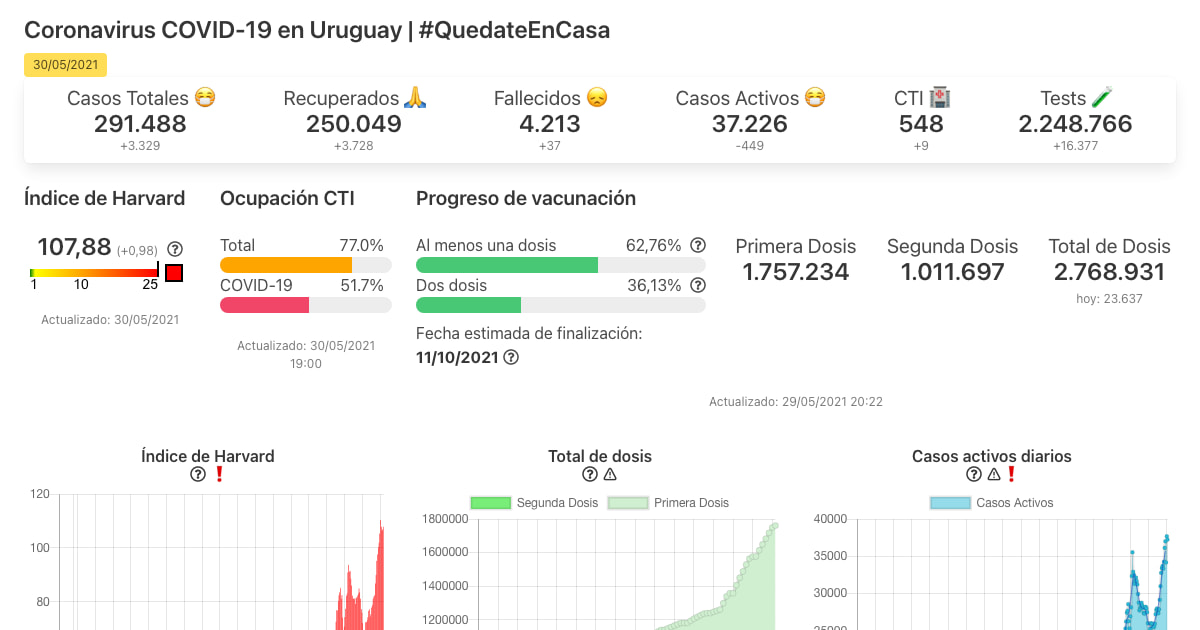 Coronavirus COVID-19 en Uruguay | #QuedateEnCasa
30/05/2021
Casos Totales 😷 Recuperados 🙏 Fallecidos 😞 Casos Activos 😷 CTI 🏥 Tests 🧪
291.488 250.049 4.213 37.226 548 2.248.766
+3.329 +3.728 +37 -449 +9 +16.377
Índice de Harvard
107,88 (+0,98)
1 10 25
Actualizado: 30/05/2021
Ocupación CTI
Total 77.0%
COVID-19 51.7%
Actualizado: 30/05/2021
19:00
Progreso de vacunación
Al menos una dosis 62,76%
Dos dosis 36,13%
Fecha estimada de finalización:
11/10/2021
Primera Dosis Segunda Dosis Total de Dosis
1.757.234 1.011.697 2.768.931
hoy: 23.637
Actualizado: 29/05/2021 20:22
Índice de Harvard
120
100
80
Total de dosis
Segunda Dosis Primera Dosis
1800000
1600000
1400000
1200000
Casos activos diarios
Casos Activos
40000
35000
30000
25000